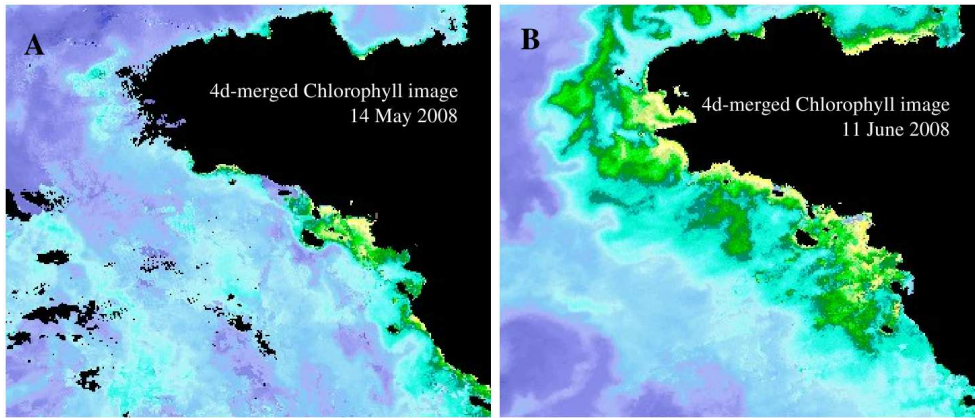 A
4d-merged Chlorophyll image
14 May 2008
B
4d-merged Chlorophyll image
11 June 2008